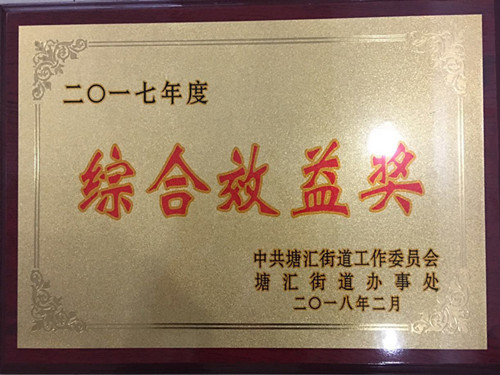 二〇一七年度
综合效益奖
中共塘汇街道工作委员会
塘汇街道办事处
二〇一八年二月